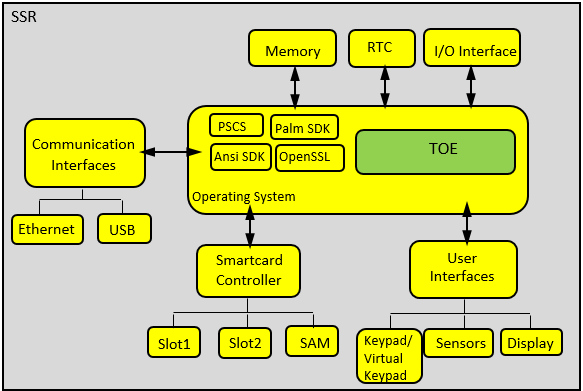 SSR
Memory
RTC
I/O Interface
Communication
Interfaces
PSCS
Palm SDK
Ansi SDK
OpenSSL
TOE
Operating System
Ethernet
USB
Smartcard
Controller
User
Interfaces
Slot1
Slot2
SAM
Keypad/
Virtual
Keypad
Sensors
Display